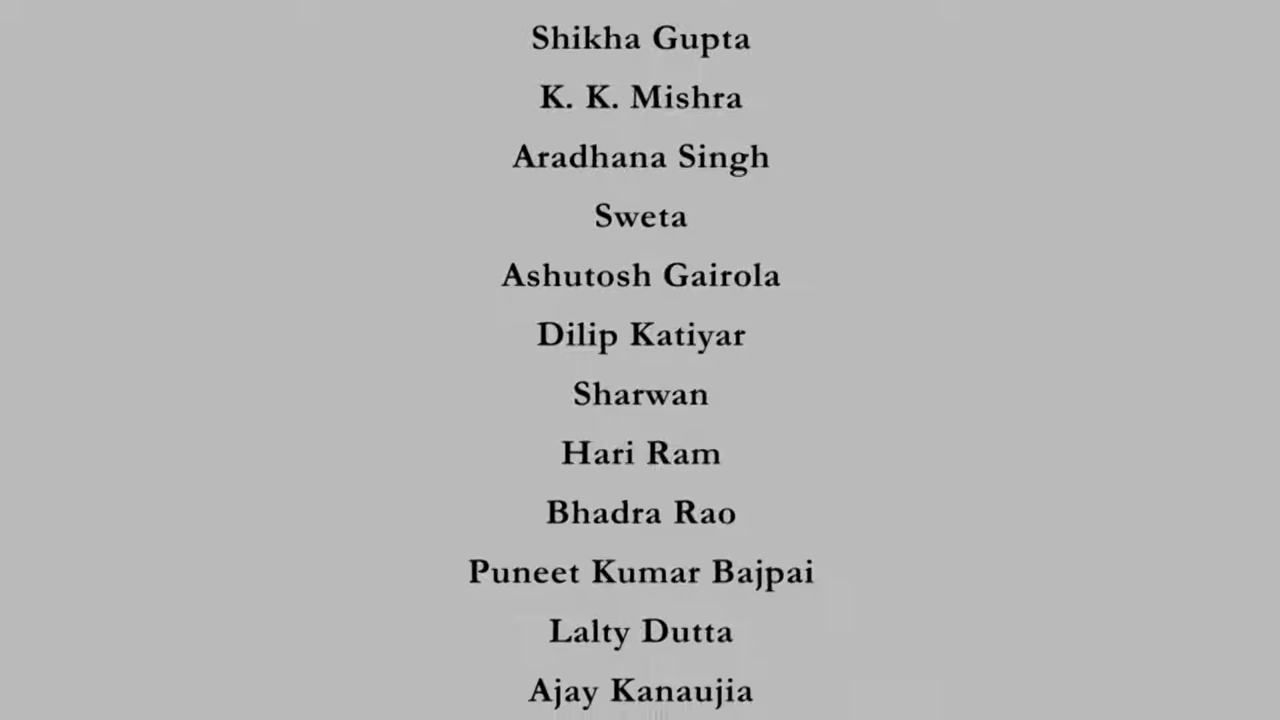 Shikha Gupta
K. K. Mishra
Aradhana Singh
Sweta
Ashutosh Gairola
Dilip Katiyar
Sharwan
Hari Ram
Bhadra Rao
Puneet Kumar Bajpai
Lalty Dutta
Ajay Kanaujia